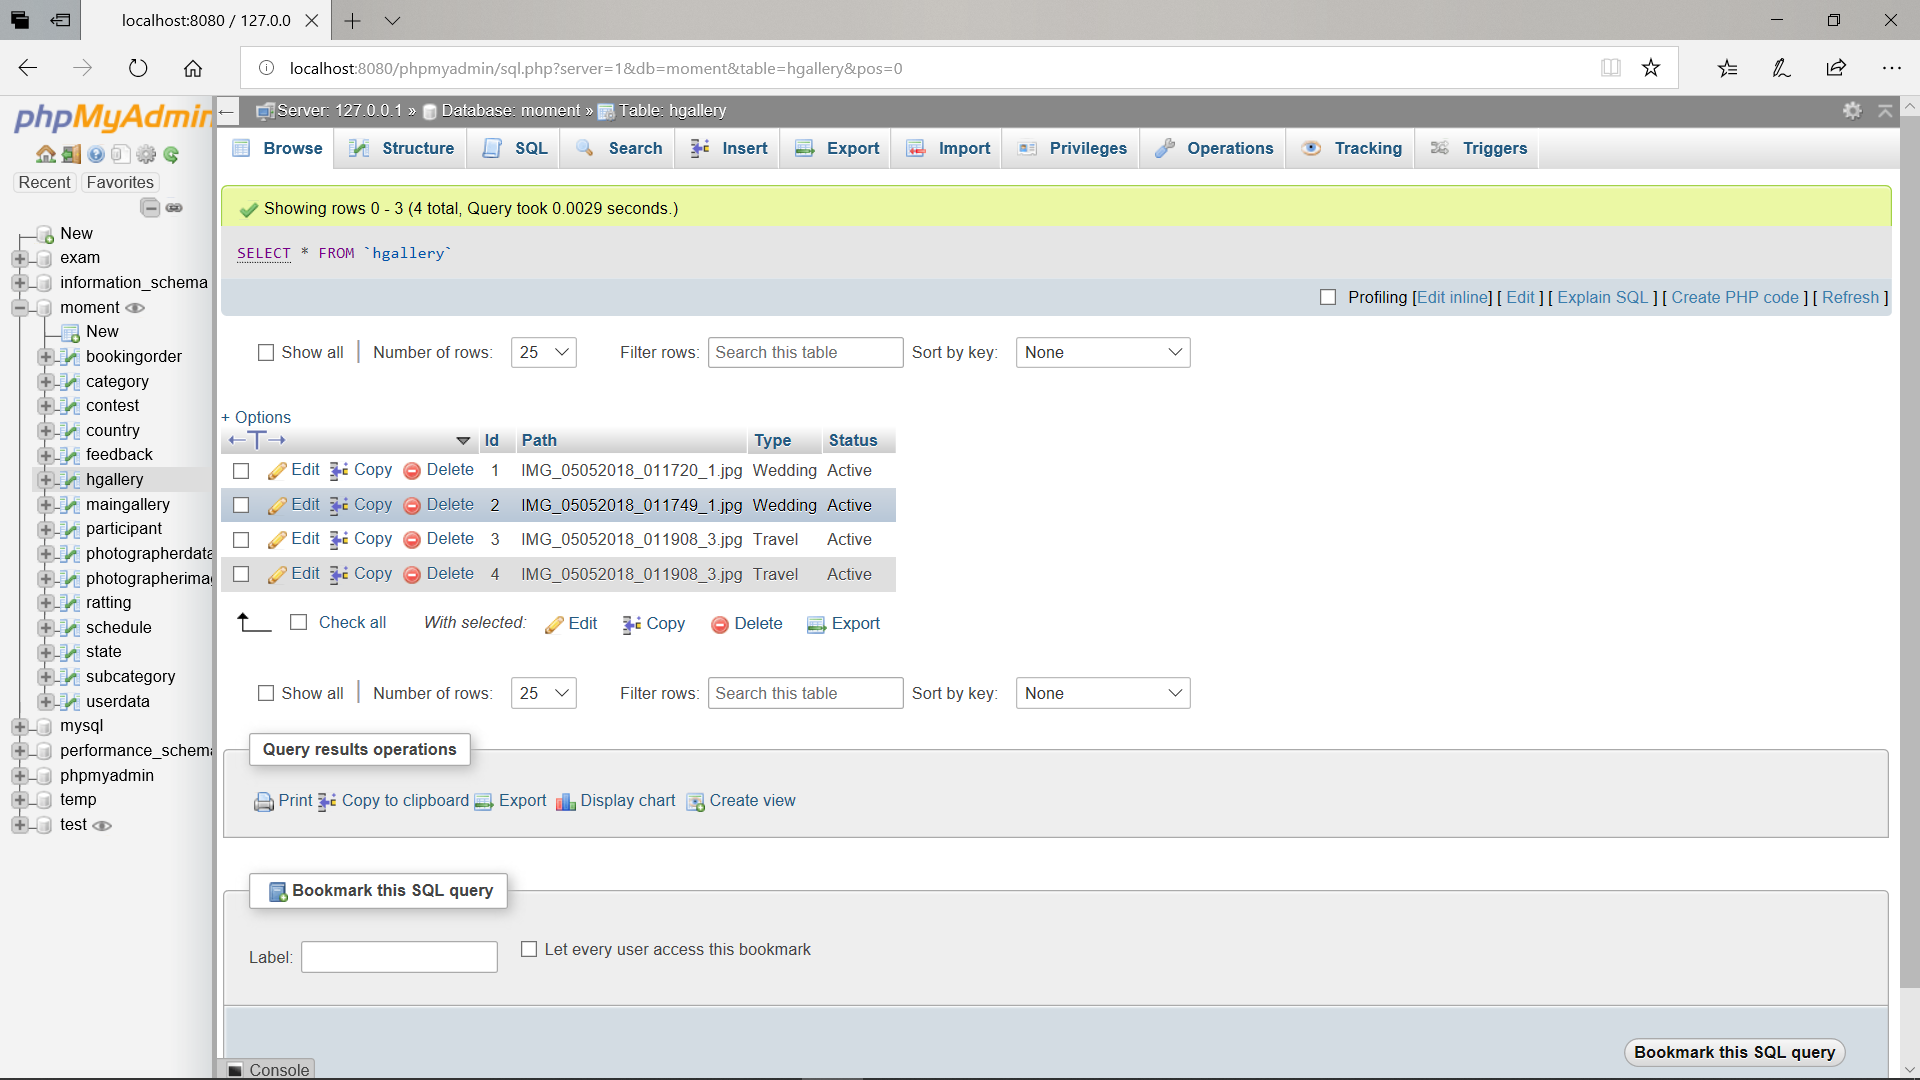 localhost:8080 / 127.0.0
localhost:8080/phpmyadmin/sql.php?server=1&db=moment&table=hgallery&pos=0
phpMyAdmin
Recent Favorites
New
exam
information_schema
moment
New
bookingorder
category
contest
country
feedback
hgallery
maingallery
participant
photographerdata
photographerima
ratting
schedule
state
subcategory
userdata
mysql
performance_schema
phpmyadmin
temp
test
Server: 127.0.0.1 » Database: moment » Table: hgallery
Browse Structure SQL Search Insert Export Import Privileges Operations Tracking Triggers
Showing rows 0 - 3 (4 total, Query took 0.0029 seconds.)
SELECT * FROM `hgallery`
Profiling [Edit inline] [ Edit ] [ Explain SQL ] [ Create PHP code ] [ Refresh ]
Show all Number of rows: 25 Filter rows: Search this table Sort by key: None
+ Options
Id Path Type Status
Edit Copy Delete 1 IMG_05052018_011720_1.jpg Wedding Active
Edit Copy Delete 2 IMG_05052018_011749_1.jpg Wedding Active
Edit Copy Delete 3 IMG_05052018_011908_3.jpg Travel Active
Edit Copy Delete 4 IMG_05052018_011908_3.jpg Travel Active
Check all With selected: Edit Copy Delete Export
Show all Number of rows: 25 Filter rows: Search this table Sort by key: None
Query results operations
Print Copy to clipboard Export Display chart Create view
Bookmark this SQL query
Label: Let every user access this bookmark
Bookmark this SQL query
Console